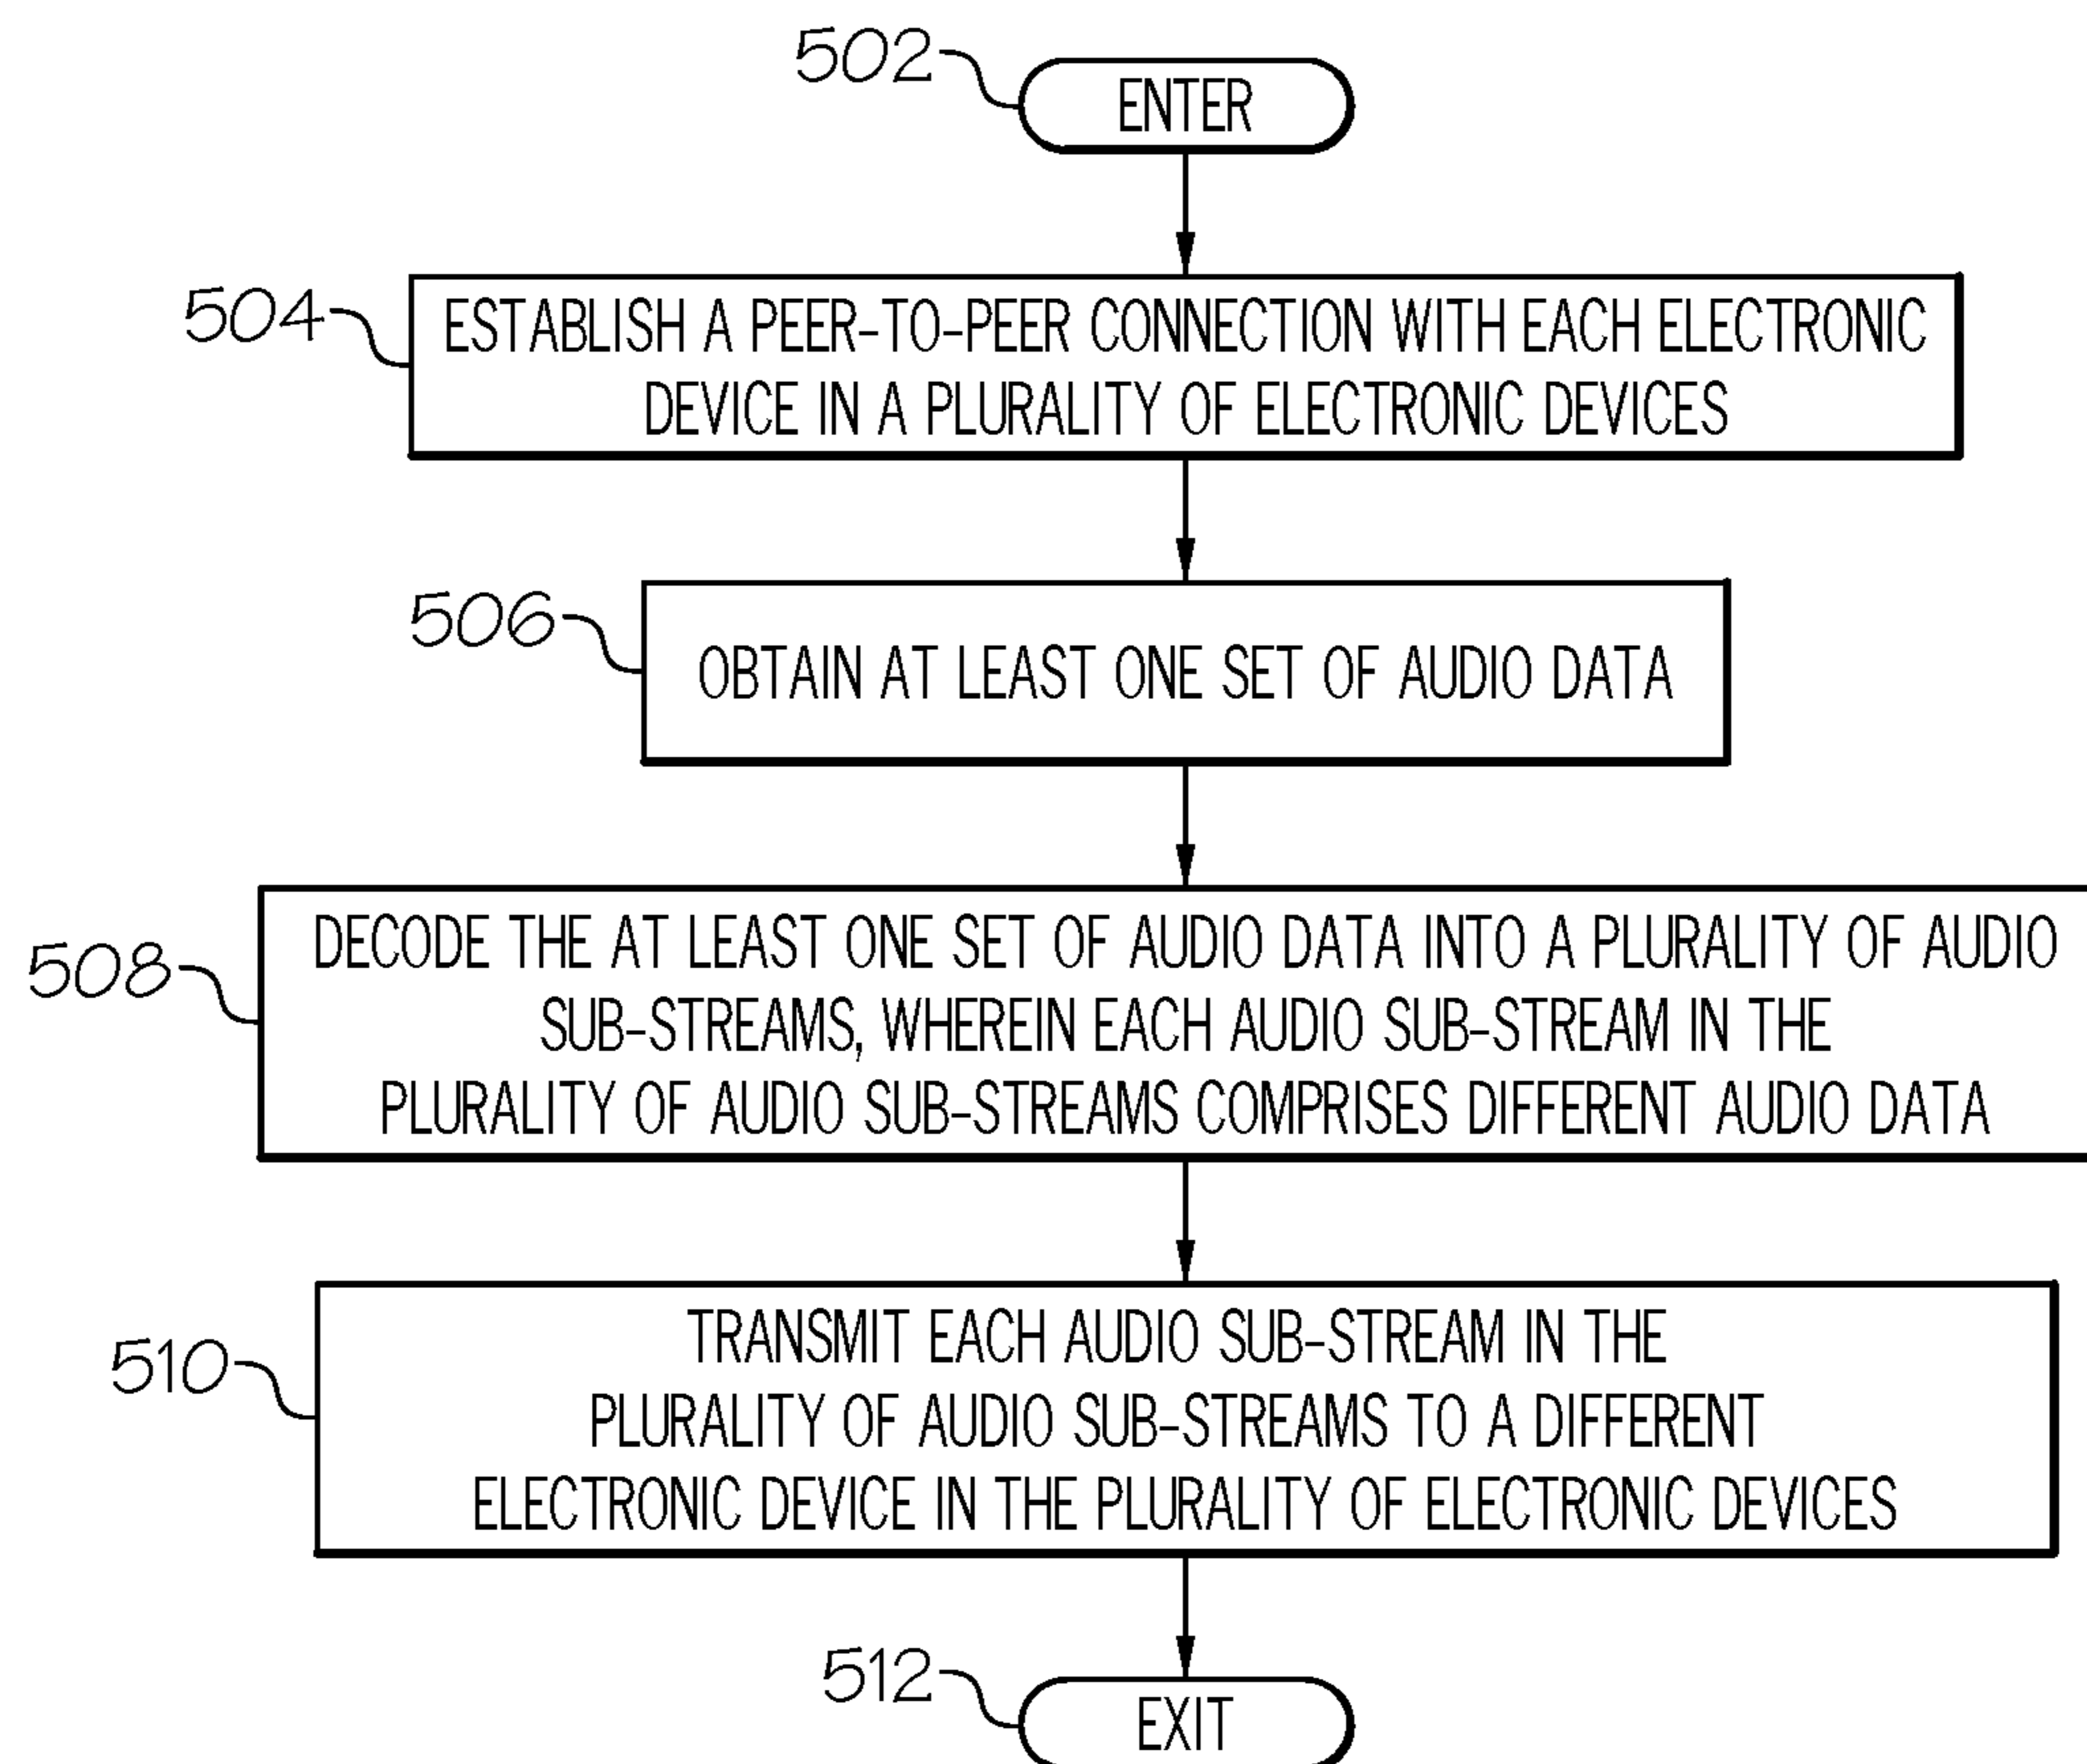 502
ENTER
504
ESTABLISH A PEER-TO-PEER CONNECTION WITH EACH ELECTRONIC
DEVICE IN A PLURALITY OF ELECTRONIC DEVICES
506
OBTAIN AT LEAST ONE SET OF AUDIO DATA
508
DECODE THE AT LEAST ONE SET OF AUDIO DATA INTO A PLURALITY OF AUDIO
SUB-STREAMS, WHEREIN EACH AUDIO SUB-STREAM IN THE
PLURALITY OF AUDIO SUB-STREAMS COMPRISES DIFFERENT AUDIO DATA
510
TRANSMIT EACH AUDIO SUB-STREAM IN THE
PLURALITY OF AUDIO SUB-STREAMS TO A DIFFERENT
ELECTRONIC DEVICE IN THE PLURALITY OF ELECTRONIC DEVICES
512
EXIT